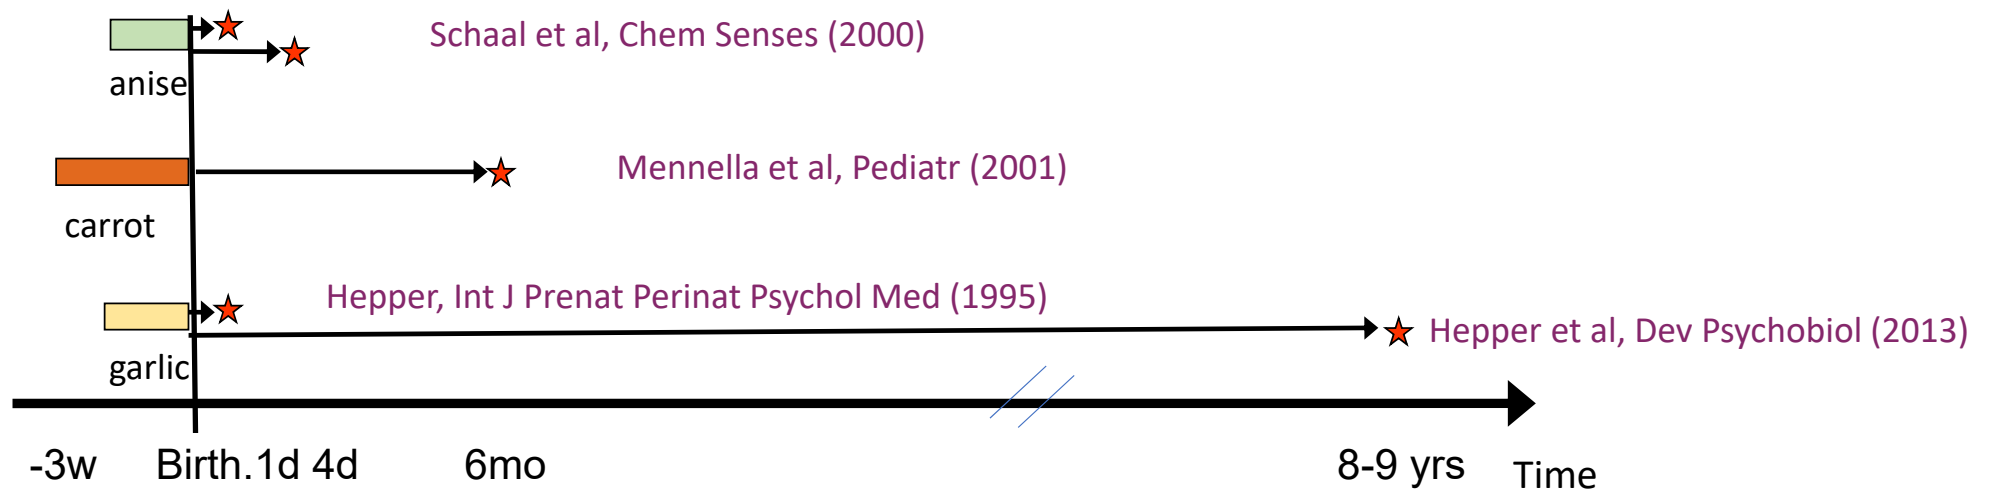 Schaal et al, Chem Senses (2000)
anise
Mennella et al, Pediatr (2001)
carrot
Hepper, Int J Prenat Perinat Psychol Med (1995)
Hepper et al, Dev Psychobiol (2013)
garlic
-3w Birth.1d 4d 6mo 8-9 yrs Time